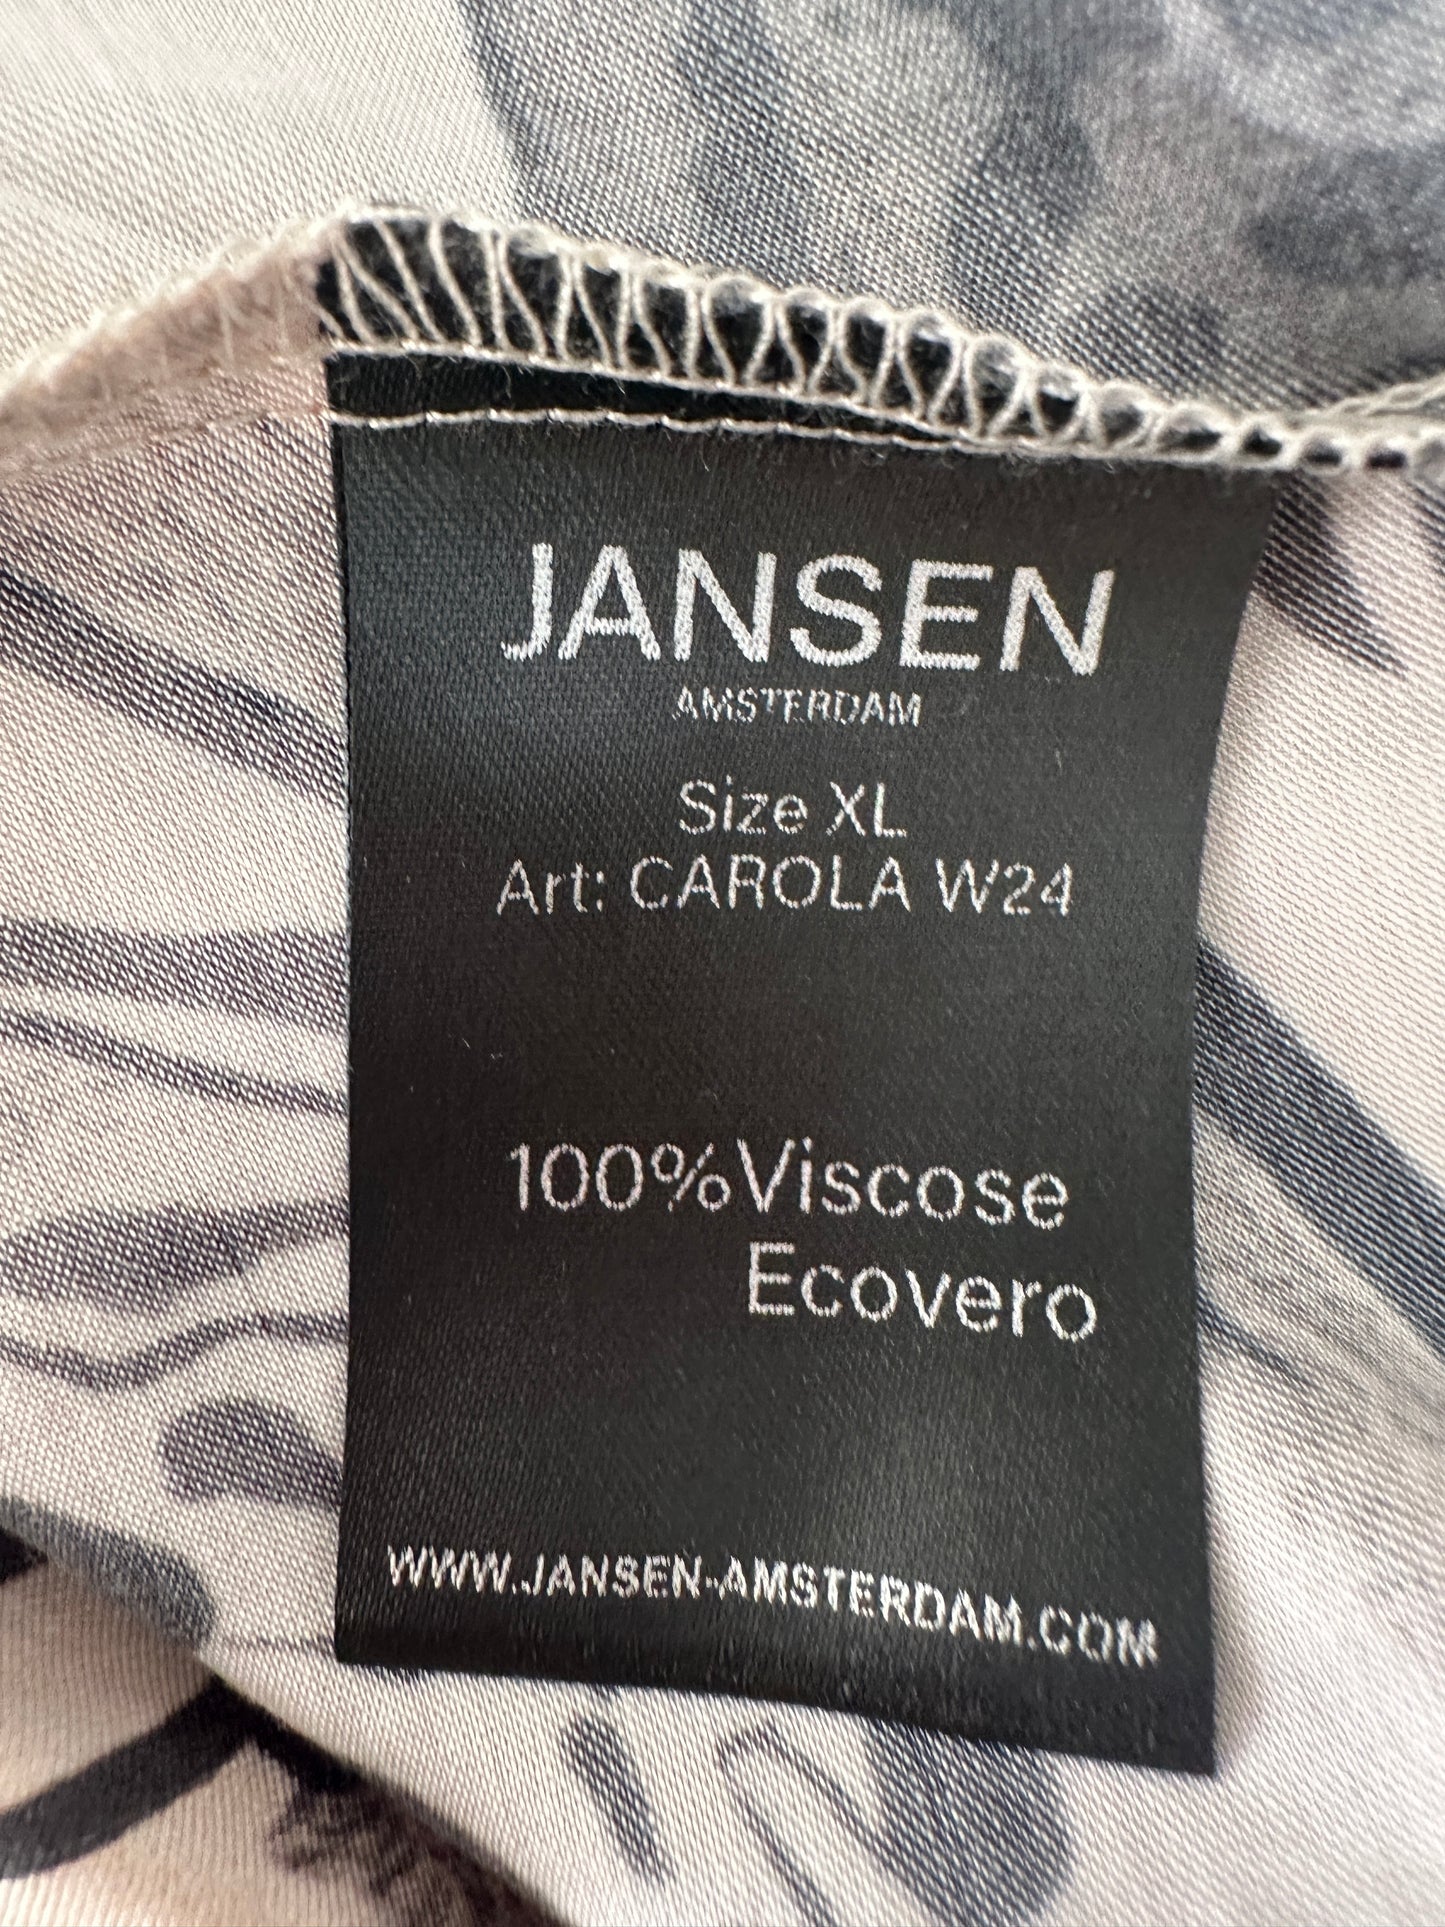 JANSEN
AMSTERDAM
Size XL
Art: CAROLA W24
100%Viscose
Ecovero
WWW.JANSEN-AMSTERDAM.COM